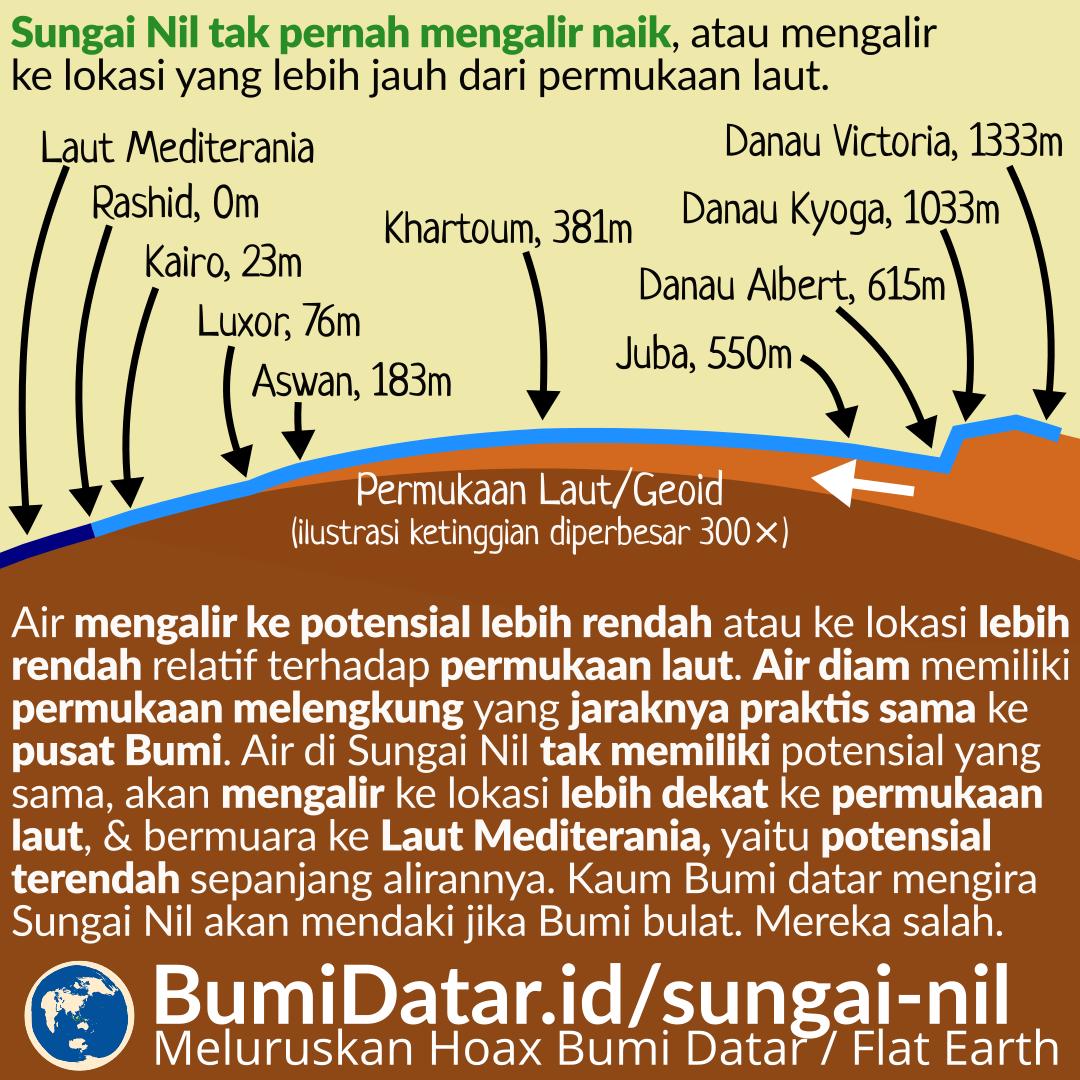 Sungai Nil tak pernah mengalir naik, atau mengalir
ke lokasi yang lebih jauh dari permukaan laut.
Laut Mediterania
Rashid, 0m
Kairo, 23m
Luxor, 76m
Aswan, 183m
Khartoum, 381m
Danau Victoria, 1333m
Danau Kyoga, 1033m
Danau Albert, 615m
Juba, 550m
Permukaan Laut/Geoid
(ilustrasi ketinggian diperbesar 300×)
Air mengalir ke potensial lebih rendah atau ke lokasi lebih
rendah relatif terhadap permukaan laut. Air diam memiliki
permukaan melengkung yang jaraknya praktis sama ke
pusat Bumi. Air di Sungai Nil tak memiliki potensial yang
sama, akan mengalir ke lokasi lebih dekat ke permukaan
laut, & bermuara ke Laut Mediterania, yaitu potensial
terendah sepanjang alirannya. Kaum Bumi datar mengira
Sungai Nil akan mendaki jika Bumi bulat. Mereka salah.
BumiDatar.id/sungai-nil
Meluruskan Hoax Bumi Datar / Flat Earth